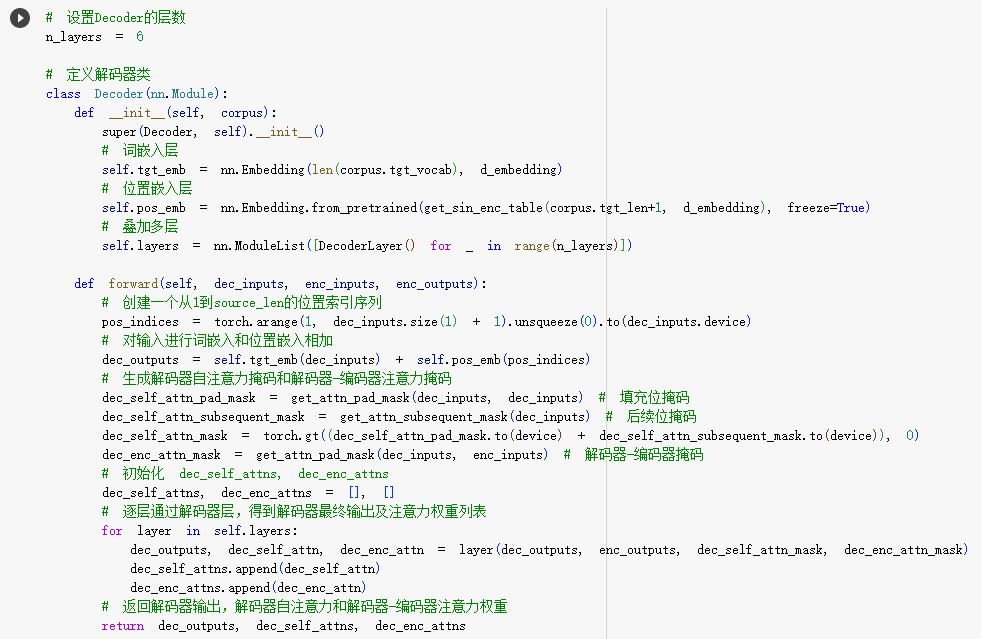 # 设置Decoder的层数
n_layers = 6
# 定义解码器类
class Decoder(nn.Module):
def __init__(self, corpus):
super(Decoder, self).__init__()
# 词嵌入层
self.tgt_emb = nn.Embedding(len(corpus.tgt_vocab), d_embedding)
# 位置嵌入层
self.pos_emb = nn.Embedding.from_pretrained(get_sin_enc_table(corpus.tgt_len+1, d_embedding), freeze=True)
# 叠加多层
self.layers = nn.ModuleList([DecoderLayer() for _ in range(n_layers)])
def forward(self, dec_inputs, enc_inputs, enc_outputs):
# 创建一个从1到source_len的位置索引序列
pos_indices = torch.arange(1, dec_inputs.size(1) + 1).unsqueeze(0).to(dec_inputs.device)
# 对输入进行词嵌入和位置嵌入相加
dec_outputs = self.tgt_emb(dec_inputs) + self.pos_emb(pos_indices)
# 生成解码器自注意力掩码和解码器-编码器注意力掩码
dec_self_attn_pad_mask = get_attn_pad_mask(dec_inputs, dec_inputs) # 填充位掩码
dec_self_attn_subsequent_mask = get_attn_subsequent_mask(dec_inputs) # 后续位掩码
dec_self_attn_mask = torch.gt((dec_self_attn_pad_mask.to(device) + dec_self_attn_subsequent_mask.to(device)), 0)
dec_enc_attn_mask = get_attn_pad_mask(dec_inputs, enc_inputs) # 解码器-编码器掩码
# 初始化 dec_self_attns, dec_enc_attns
dec_self_attns, dec_enc_attns = [], []
# 逐层通过解码器层，得到解码器最终输出及注意力权重列表
for layer in self.layers:
dec_outputs, dec_self_attn, dec_enc_attn = layer(dec_outputs, enc_outputs, dec_self_attn_mask, dec_enc_attn_mask)
dec_self_attns.append(dec_self_attn)
dec_enc_attns.append(dec_enc_attn)
# 返回解码器输出，解码器自注意力和解码器-编码器注意力权重
return dec_outputs, dec_self_attns, dec_enc_attns